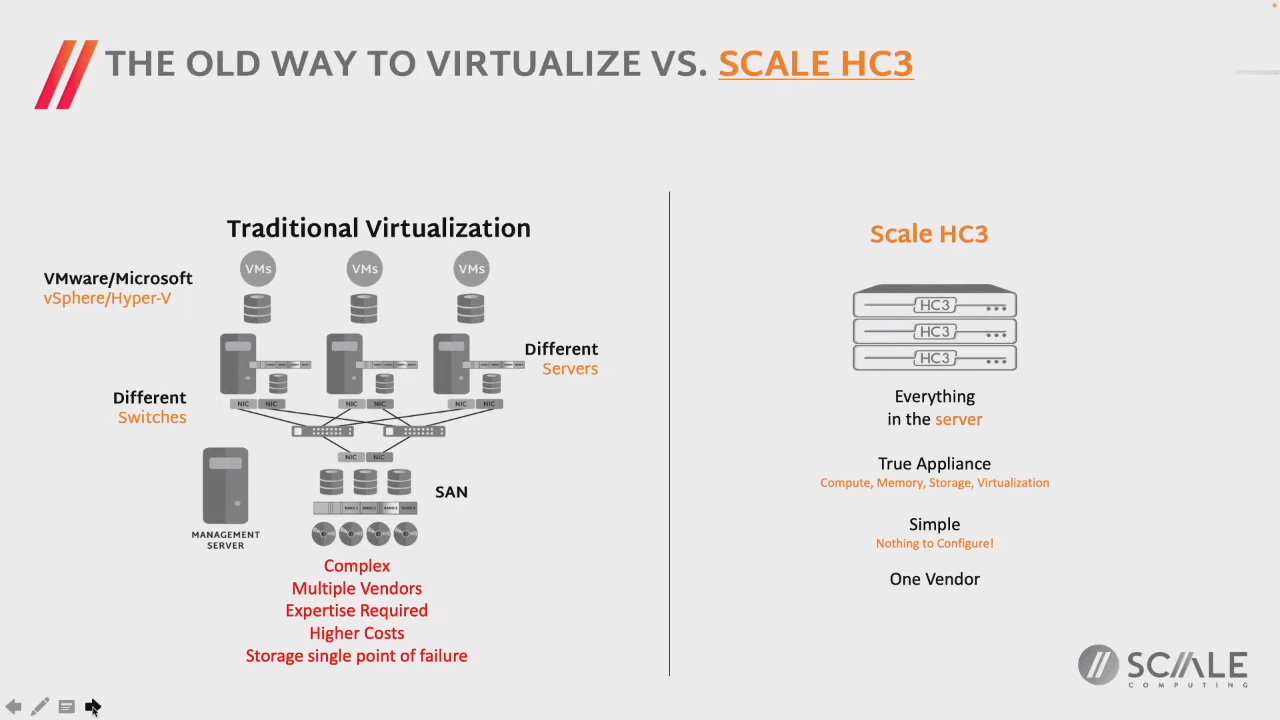 THE OLD WAY TO VIRTUALIZE VS. SCALE HC3
Traditional Virtualization
VMs VMs VMs
VMware/Microsoft
vSphere/Hyper-V
Different
Servers
Different
Switches
NIC NIC NIC NIC NIC NIC
NIC NIC
SAN
MANAGEMENT
SERVER
Complex
Multiple Vendors
Expertise Required
Higher Costs
Storage single point of failure
Scale HC3
HC3
HC3
HC3
Everything
in the server
True Appliance
Compute, Memory, Storage, Virtualization
Simple
Nothing to Configure!
One Vendor
SCALE
COMPUTING